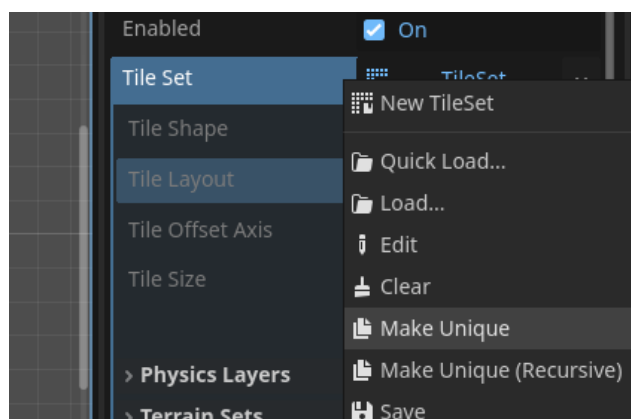 Enabled
On
Tile Set
TileSet
New TileSet
Tile Shape
Quick Load...
Tile Layout
Load...
Tile Offset Axis
Edit
Tile Size
Clear
Make Unique
Physics Layers
Make Unique (Recursive)
Terrain Sets
Save